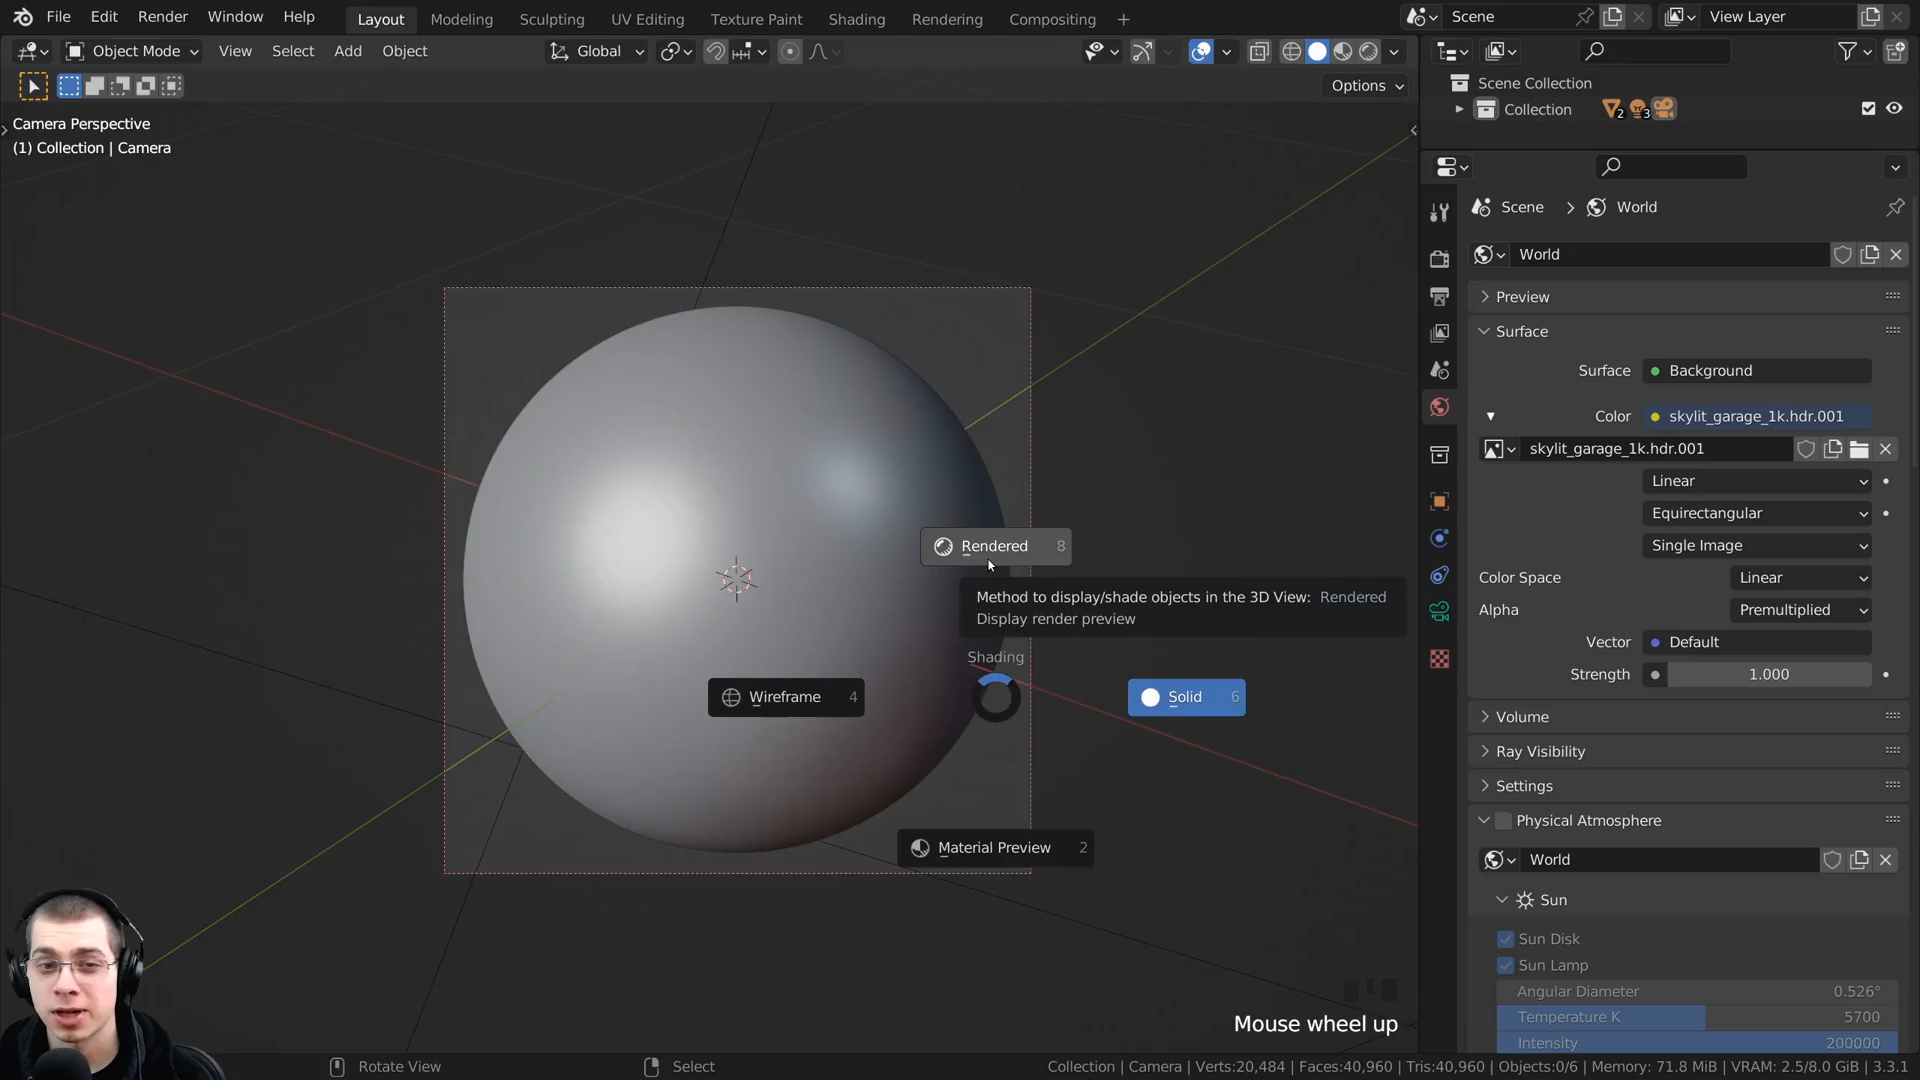 File Edit Render Window Help Layout Modeling Sculpting UV Editing Texture Paint Shading Rendering Compositing + Scene View Layer
Object Mode View Select Add Object Global
Options
Scene Collection
Collection 2 3
Camera Perspective
(1) Collection | Camera
Scene > World
World
Preview
Surface
Surface Background
Color skylit_garage_1k.hdr.001
skylit_garage_1k.hdr.001
Linear
Equirectangular
Single Image
Color Space Linear
Alpha Premultiplied
Vector Default
Strength 1.000
Volume
Ray Visibility
Settings
Physical Atmosphere
World
Sun
Sun Disk
Sun Lamp
Angular Diameter 0.526°
Temperature K 5700
Intensity 200000
Rendered 8
Method to display/shade objects in the 3D View: Rendered
Display render preview
Shading
Wireframe 4
Solid 6
Material Preview 2
Mouse wheel up
Rotate View Select Collection | Camera | Verts:20,484 | Faces:40,960 | Tris:40,960 | Objects:0/6 | Memory: 71.8 MiB | VRAM: 2.5/8.0 GiB | 3.3.1